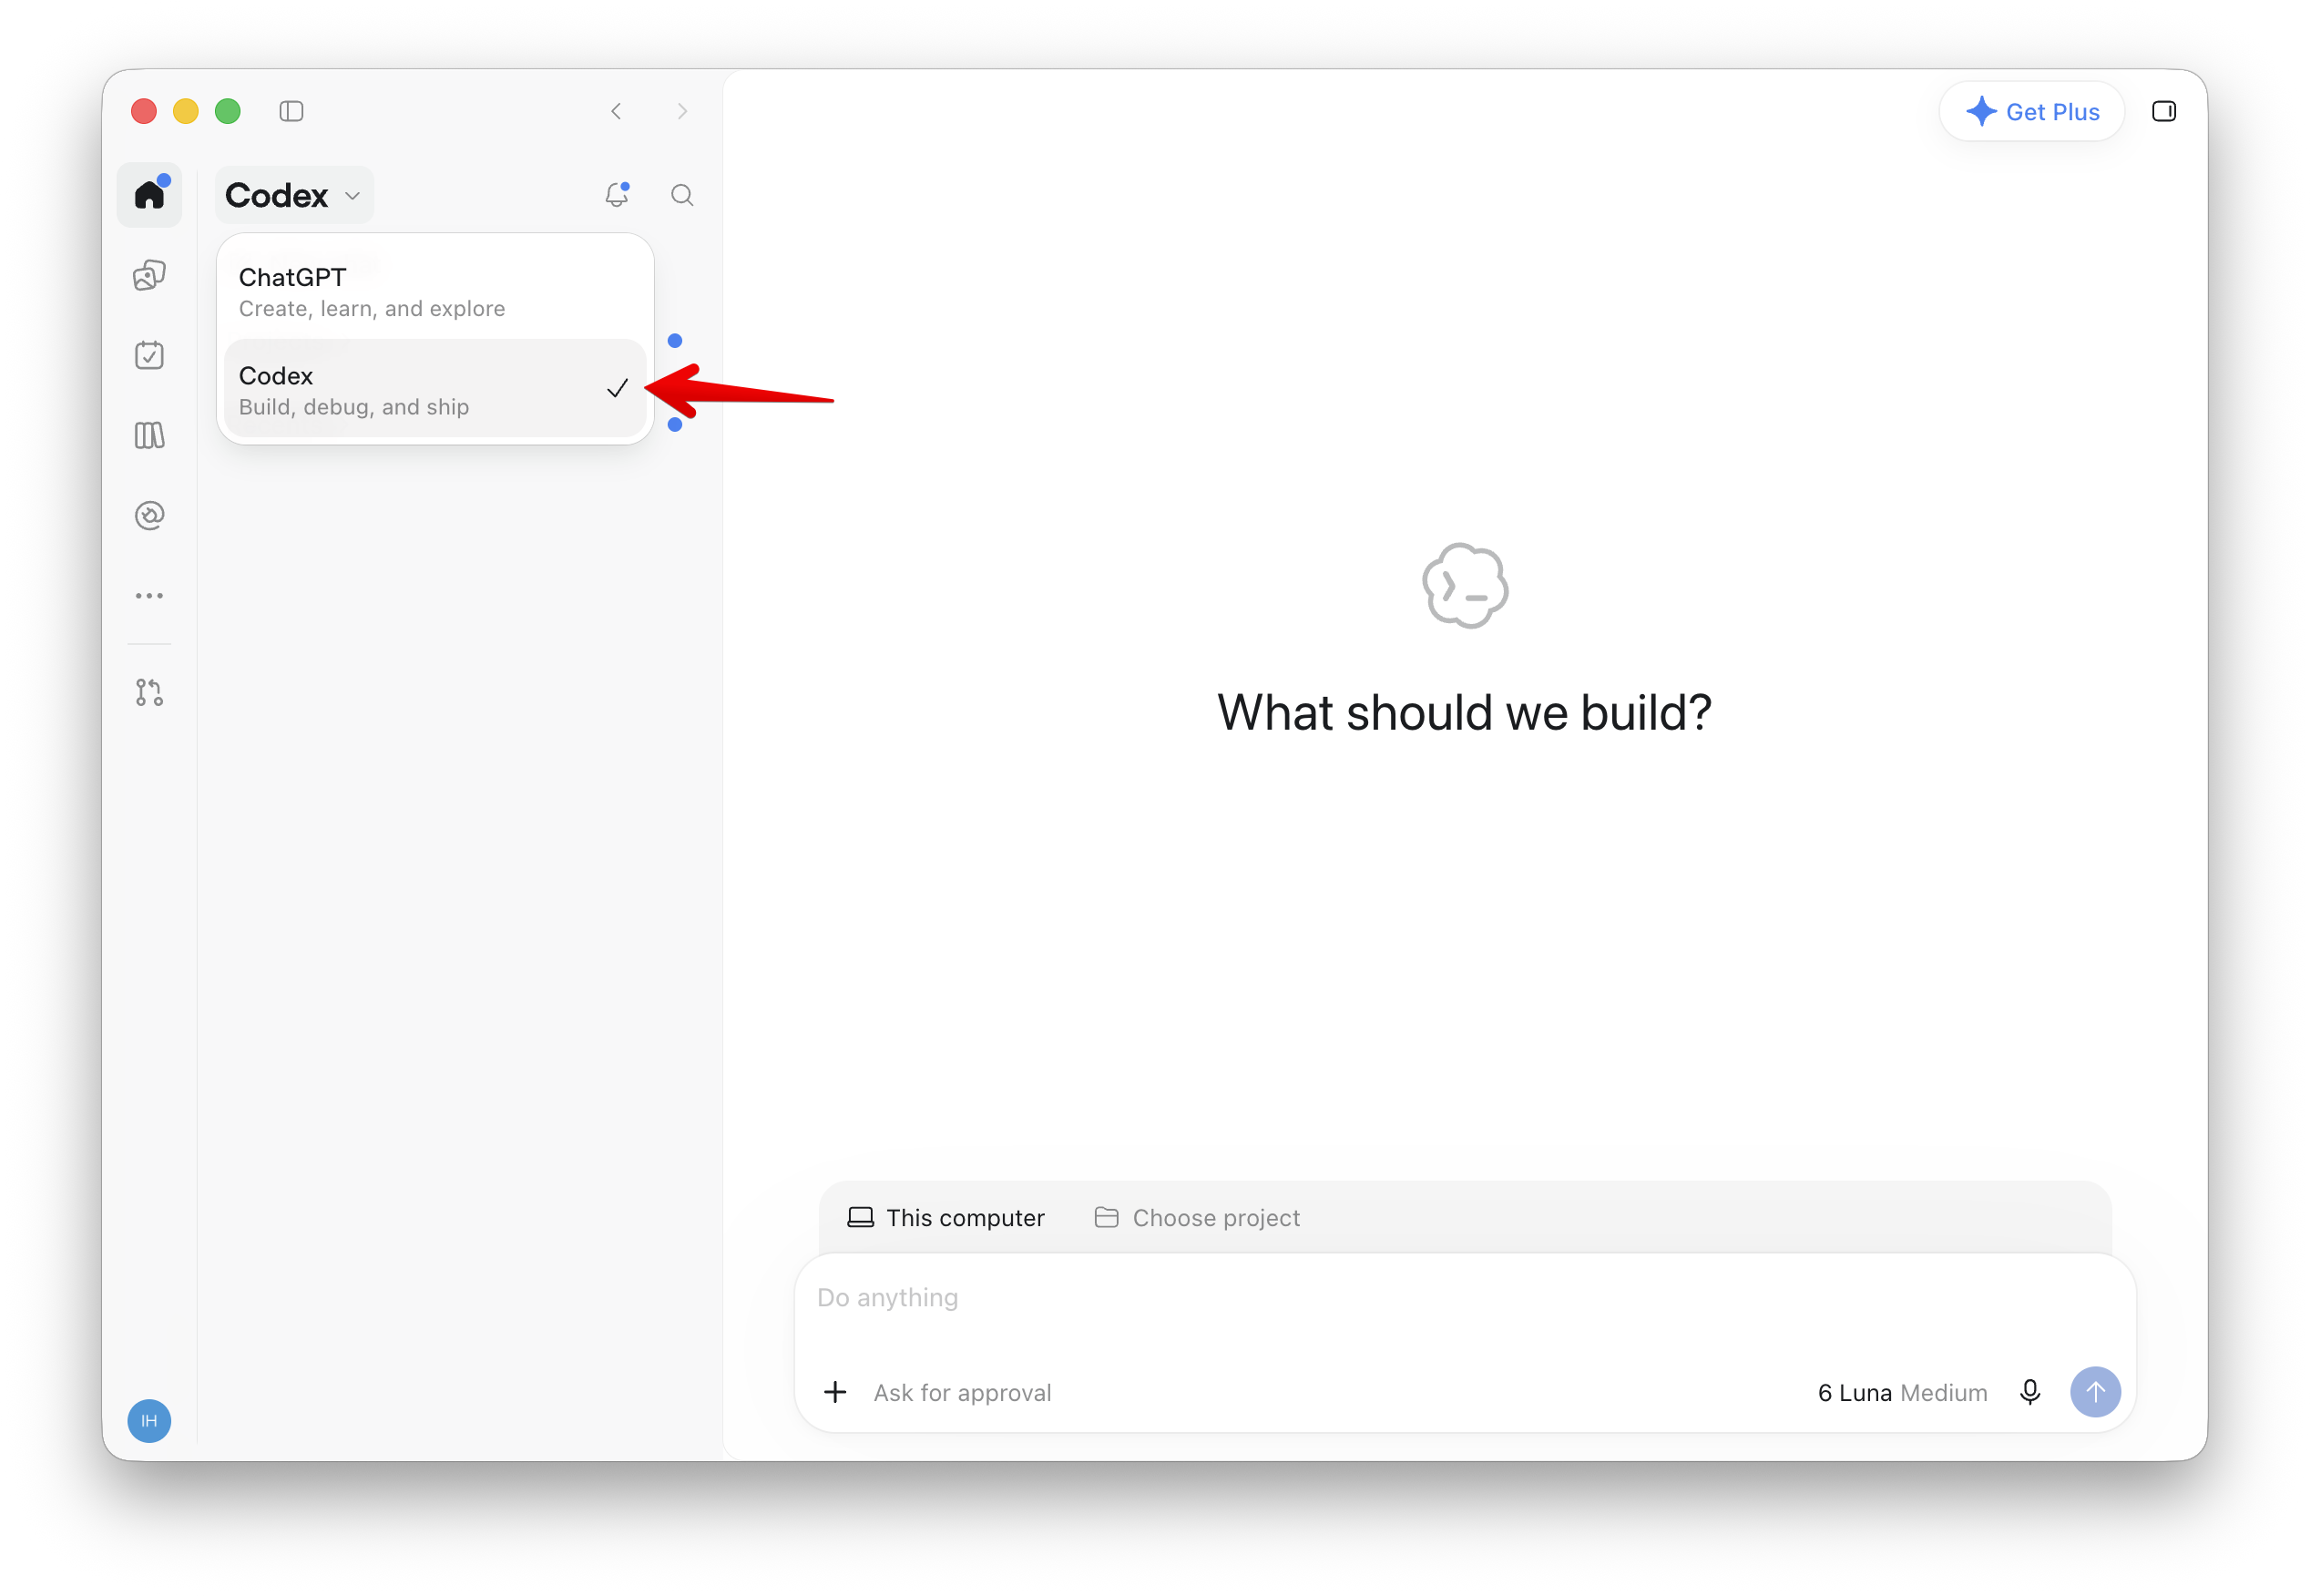 Get Plus
Codex
ChatGPT
Create, learn, and explore
Codex
Build, debug, and ship
What should we build?
This computer
Choose project
Do anything
Ask for approval
6 Luna Medium
IH